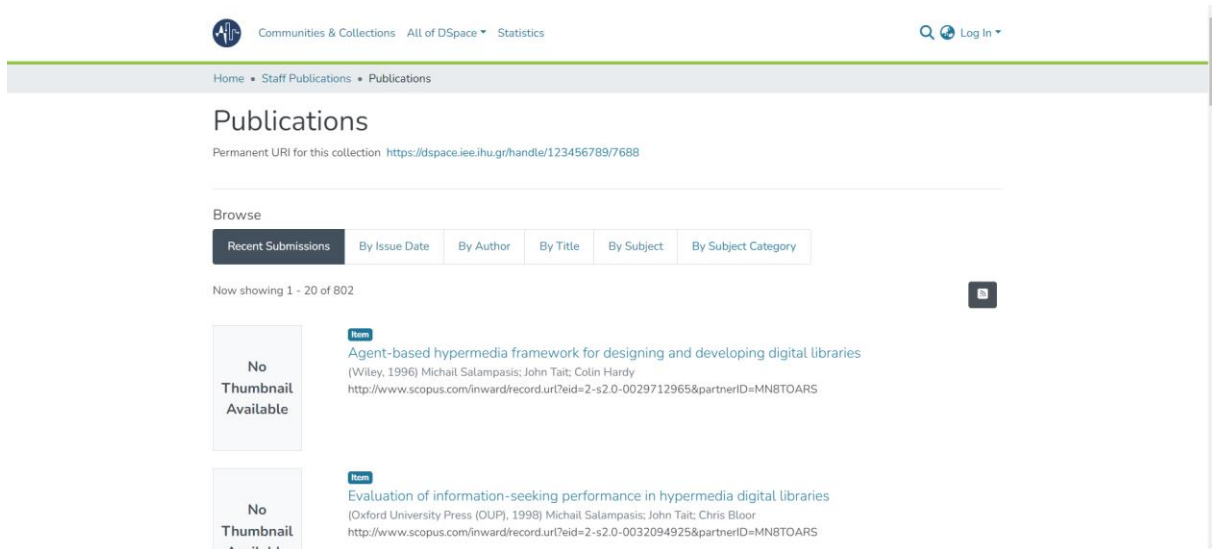 Communities & Collections All of DSpace Statistics Log In
Home • Staff Publications • Publications
Publications
Permanent URI for this collection https://dspace.iee.ihu.gr/handle/123456789/7688
Browse
Recent Submissions By Issue Date By Author By Title By Subject By Subject Category
Now showing 1 - 20 of 802
No
Thumbnail
Available
Item
Agent-based hypermedia framework for designing and developing digital libraries
(Wiley, 1996) Michail Salampasis; John Tait; Colin Hardy
http://www.scopus.com/inward/record.url?eid=2-s2.0-0029712965&partnerID=MN8TOARS
No
Thumbnail
Item
Evaluation of information-seeking performance in hypermedia digital libraries
(Oxford University Press (OUP), 1998) Michail Salampasis; John Tait; Chris Bloor
http://www.scopus.com/inward/record.url?eid=2-s2.0-0032094925&partnerID=MN8TOARS